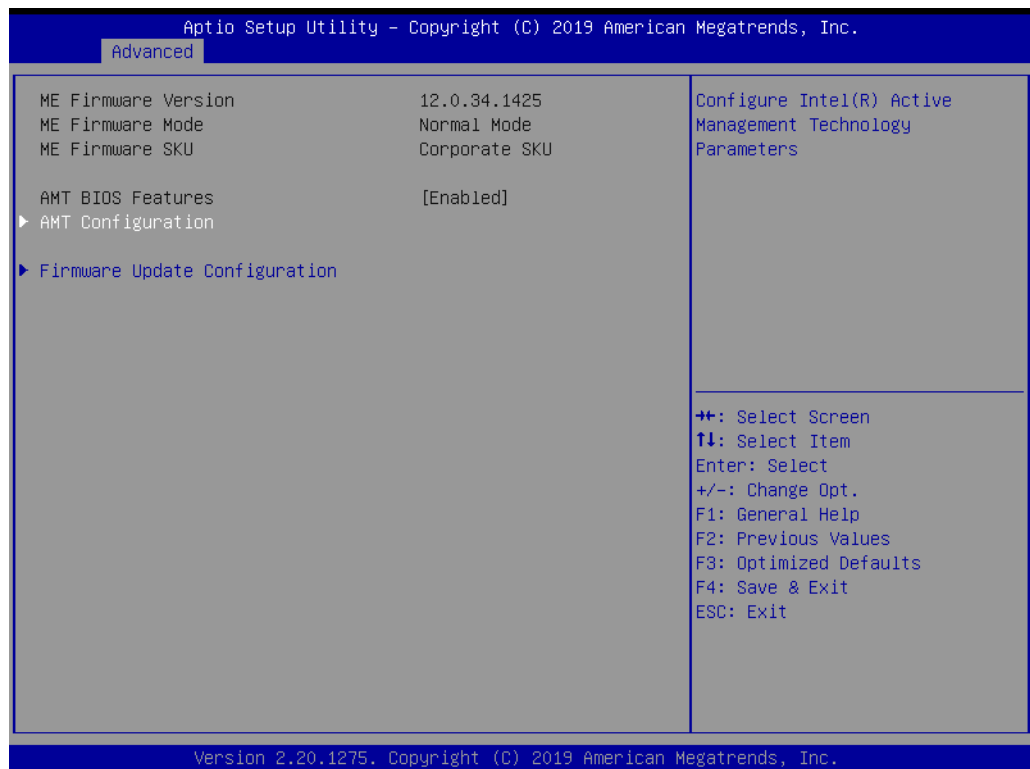 Aptio Setup Utility – Copyright (C) 2019 American Megatrends, Inc.
Advanced
ME Firmware Version 12.0.34.1425
ME Firmware Mode Normal Mode
ME Firmware SKU Corporate SKU
AMT BIOS Features [Enabled]
▶ AMT Configuration
▶ Firmware Update Configuration
Configure Intel(R) Active
Management Technology
Parameters
→←: Select Screen
↑↓: Select Item
Enter: Select
+/-: Change Opt.
F1: General Help
F2: Previous Values
F3: Optimized Defaults
F4: Save & Exit
ESC: Exit
Version 2.20.1275. Copyright (C) 2019 American Megatrends, Inc.